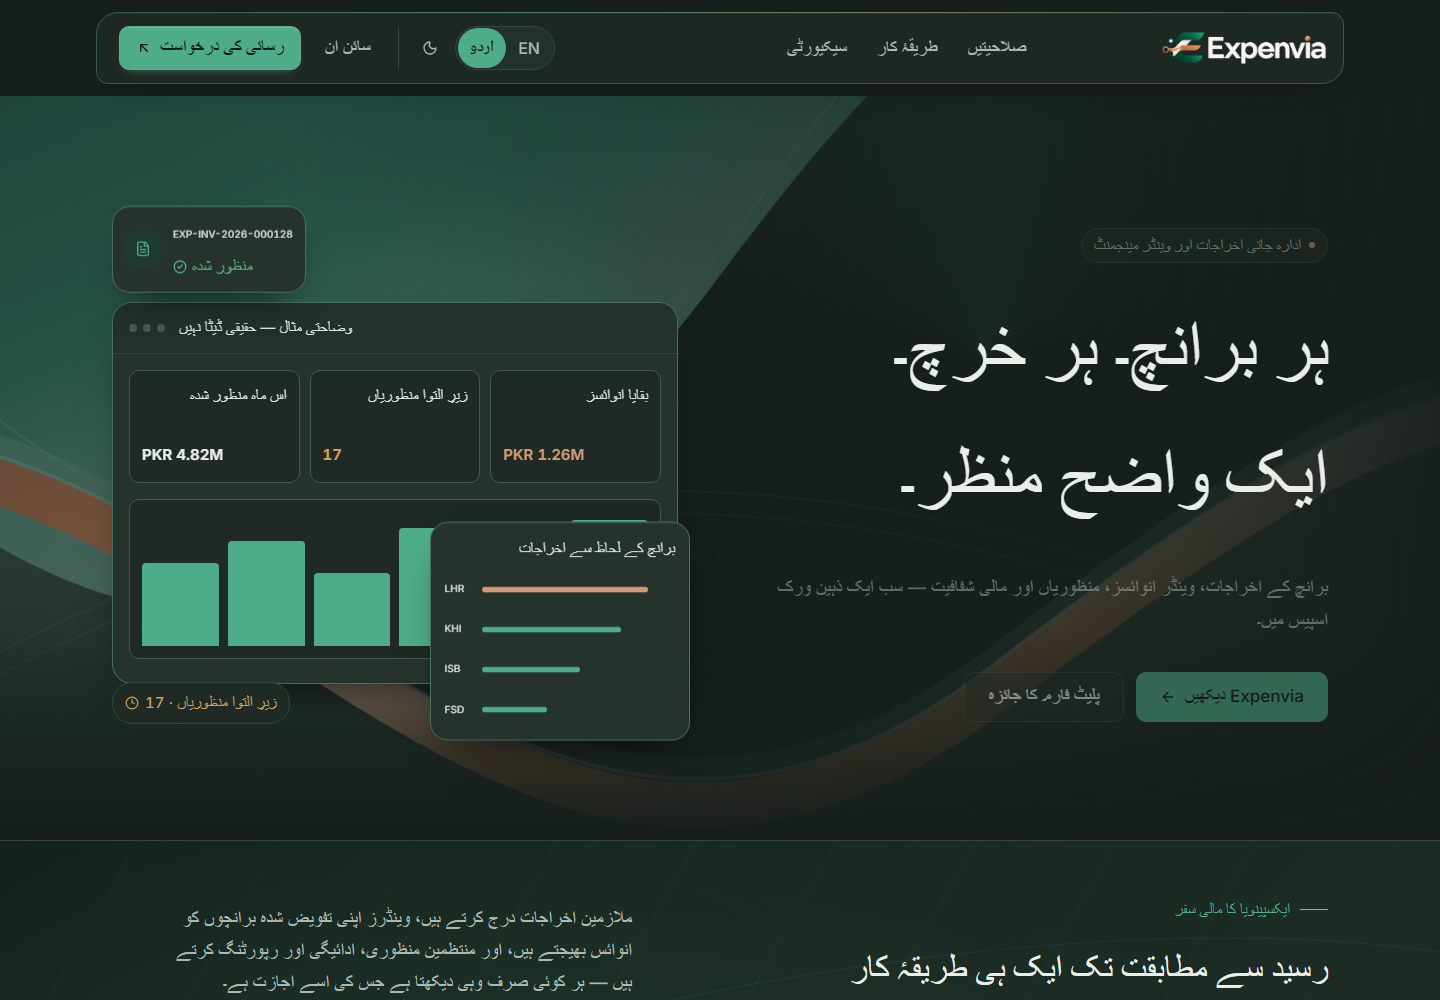 Expenvia
صلاحیتیں
طریقۂ کار
سیکیورٹی
EN
اردو
سائن ان
رسائی کی درخواست
ادارہ جاتی اخراجات اور وینڈر مینجمنٹ
ہر برانچ۔ ہر خرچ۔
ایک واضح منظر۔
برانچ کے اخراجات، وینڈر انوائسز، منظوریاں اور مالی شفافیت — سب ایک ذہین ورک
اسپیس میں۔
Expenvia دیکھیں
پلیٹ فارم کا جائزہ
EXP-INV-2026-000128
منظور شدہ
وضاحتی مثال — حقیقی ڈیٹا نہیں
بقایا انوائسز
PKR 1.26M
زیرِ التوا منظوریاں
17
اس ماہ منظور شدہ
PKR 4.82M
برانچ کے لحاظ سے اخراجات
LHR
KHI
ISB
FSD
زیرِ التوا منظوریاں · 17
ایکسپینویا کا مالی سفر
رسید سے مطابقت تک ایک ہی طریقۂ کار
ملازمین اخراجات درج کرتے ہیں، وینڈرز اپنی تفویض شدہ برانچوں کو
انوائس بھیجتے ہیں، اور منتظمین منظوری، ادائیگی اور رپورٹنگ کرتے
ہیں — ہر کوئی صرف وہی دیکھتا ہے جس کی اسے اجازت ہے۔